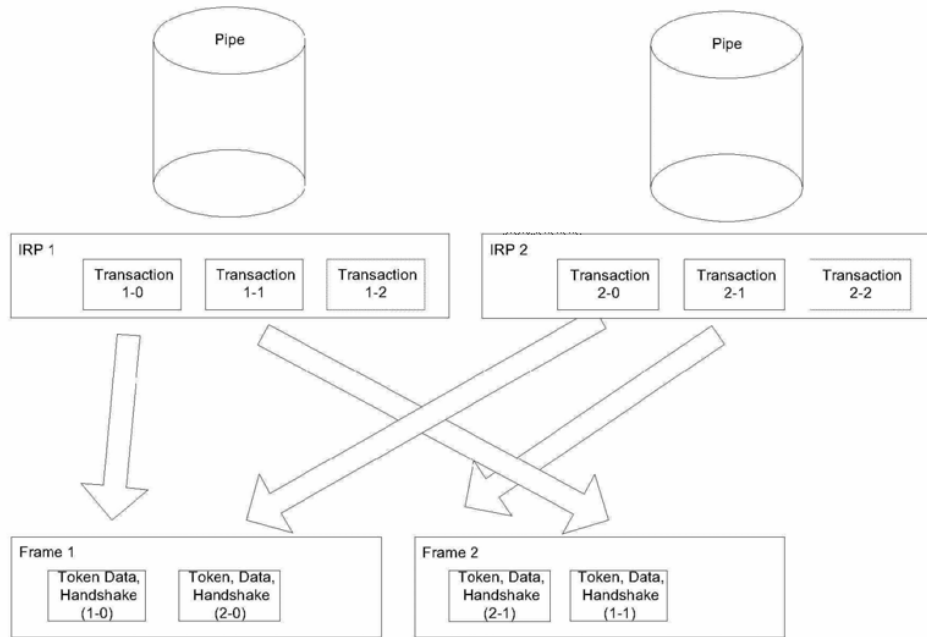 Pipe
Pipe
IRP 1
Transaction
1-0
Transaction
1-1
Transaction
1-2
IRP 2
Transaction
2-0
Transaction
2-1
Transaction
2-2
Frame 1
Token Data,
Handshake
(1-0)
Token, Data,
Handshake
(2-0)
Frame 2
Token, Data,
Handshake
(2-1)
Token, Data,
Handshake
(1-1)